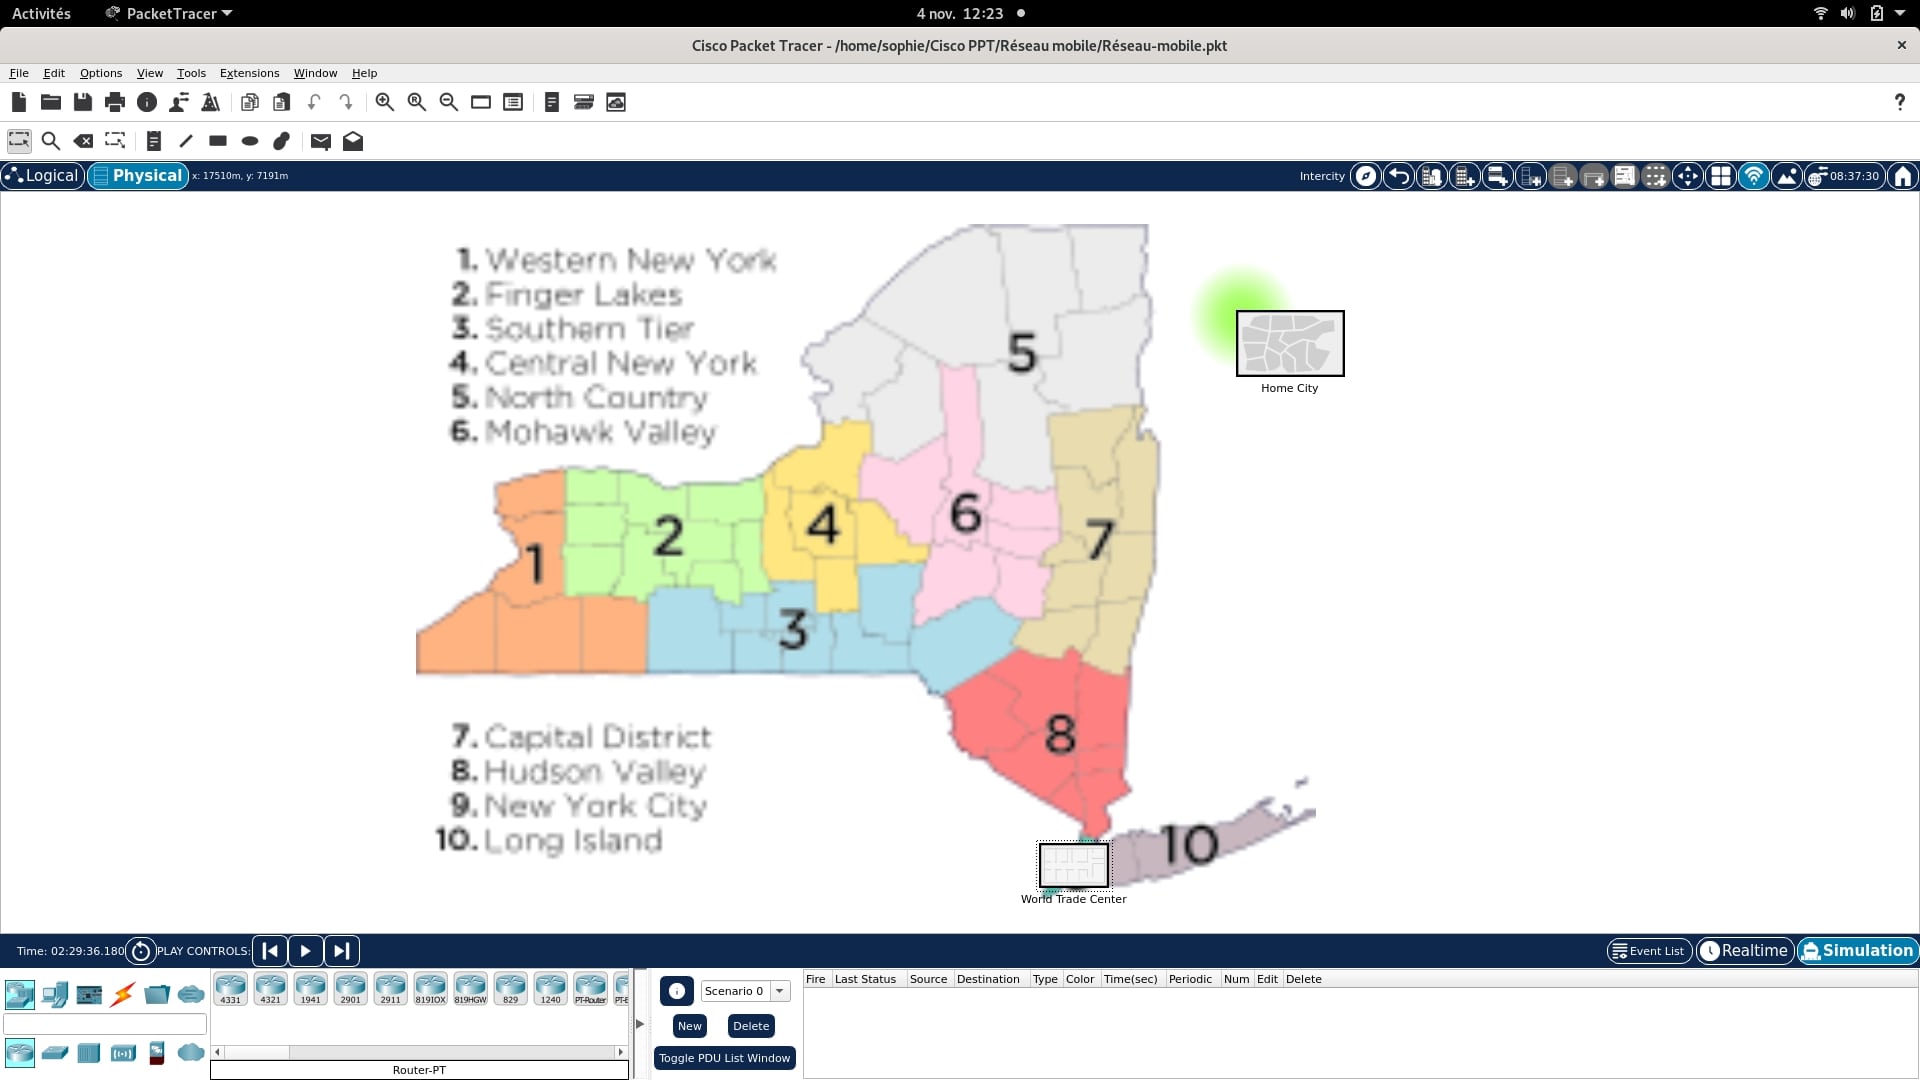 Activités
PacketTracer
4 nov. 12:23
Cisco Packet Tracer - /home/sophie/Cisco PPT/Réseau mobile/Réseau-mobile.pkt
File Edit Options View Tools Extensions Window Help
Logical
Physical
x: 17510m, y: 7191m
Intercity
08:37:30
1. Western New York
2. Finger Lakes
3. Southern Tier
4. Central New York
5. North Country
6. Mohawk Valley
5
Home City
1
2
4
6
7
3
8
7. Capital District
8. Hudson Valley
9. New York City
10. Long Island
10
World Trade Center
Time: 02:29:36.180
PLAY CONTROLS:
Event List
Realtime
Simulation
4331 4321 1941 2901 2911 819IOX 819HGW 829 1240 PT-Router PT-E
Router-PT
Scenario 0
New
Delete
Toggle PDU List Window
Fire Last Status Source Destination Type Color Time(sec) Periodic Num Edit Delete